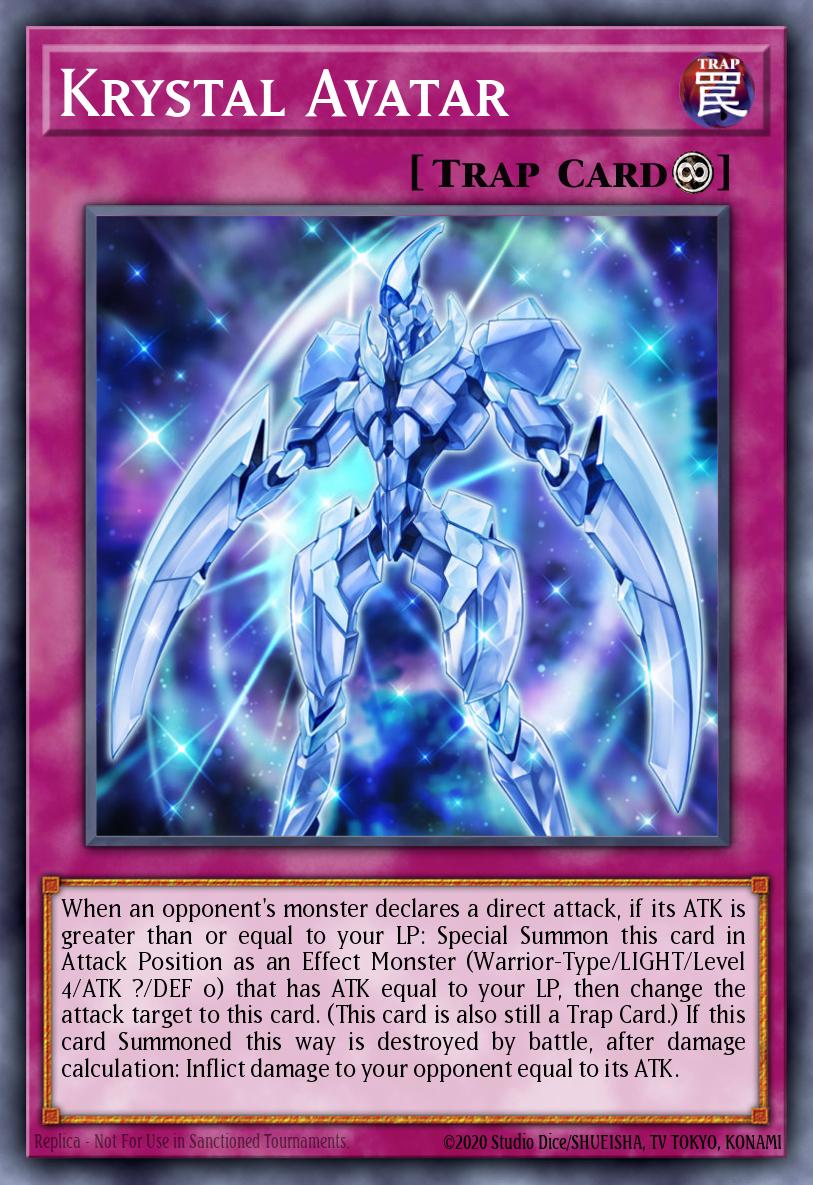 Krystal Avatar
TRAP
罠
[ Trap Card ]
When an opponent's monster declares a direct attack, if its ATK is
greater than or equal to your LP: Special Summon this card in
Attack Position as an Effect Monster (Warrior-Type/LIGHT/Level
4/ATK ?/DEF 0) that has ATK equal to your LP, then change the
attack target to this card. (This card is also still a Trap Card.) If this
card Summoned this way is destroyed by battle, after damage
calculation: Inflict damage to your opponent equal to its ATK.
Replica - Not For Use in Sanctioned Tournaments.
©2020 Studio Dice/SHUEISHA, TV TOKYO, KONAMI